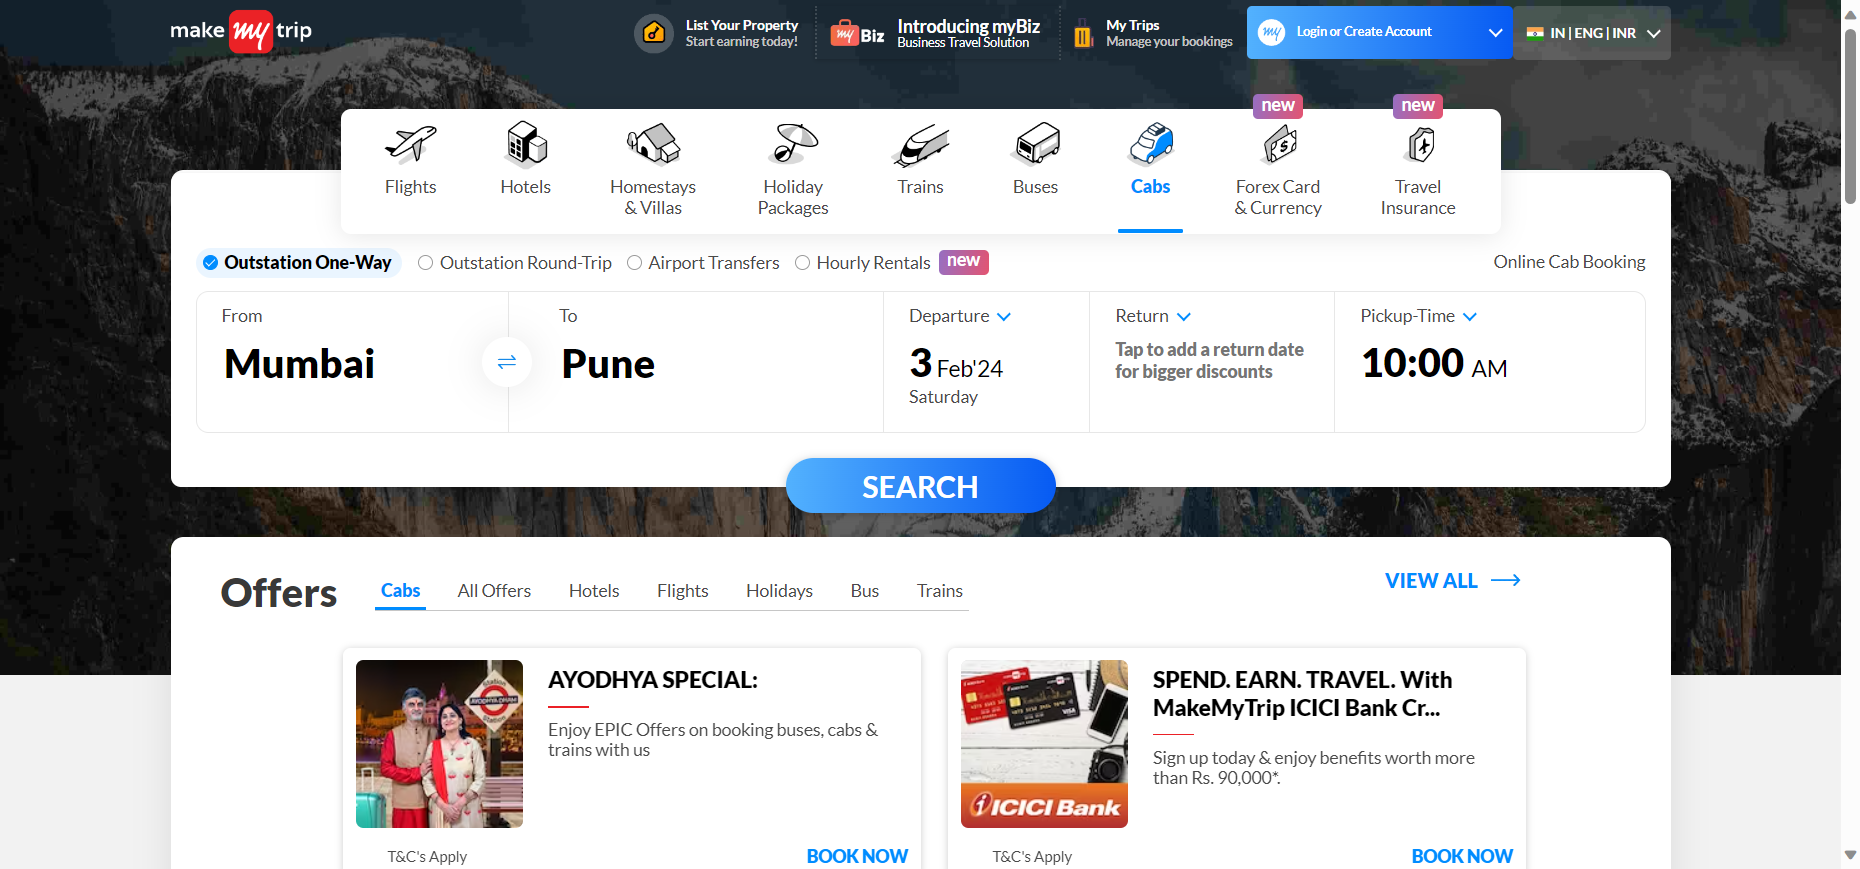 make my trip
List Your Property
Start earning today!
my Biz
Introducing myBiz
Business Travel Solution
My Trips
Manage your bookings
my
Login or Create Account
IN | ENG | INR
new
new
Flights
Hotels
Homestays
& Villas
Holiday
Packages
Trains
Buses
Cabs
Forex Card
& Currency
Travel
Insurance
Outstation One-Way
Outstation Round-Trip
Airport Transfers
Hourly Rentals
new
Online Cab Booking
From
Mumbai
To
Pune
Departure
3 Feb'24
Saturday
Return
Tap to add a return date
for bigger discounts
Pickup-Time
10:00 AM
SEARCH
Offers
Cabs
All Offers
Hotels
Flights
Holidays
Bus
Trains
VIEW ALL
Station
AYODHYA DHAM
Station
AYODHYA SPECIAL:
Enjoy EPIC Offers on booking buses, cabs &
trains with us
T&C's Apply
BOOK NOW
VISA
ICICI Bank
SPEND. EARN. TRAVEL. With
MakeMyTrip ICICI Bank Cr...
Sign up today & enjoy benefits worth more
than Rs. 90,000*.
T&C's Apply
BOOK NOW